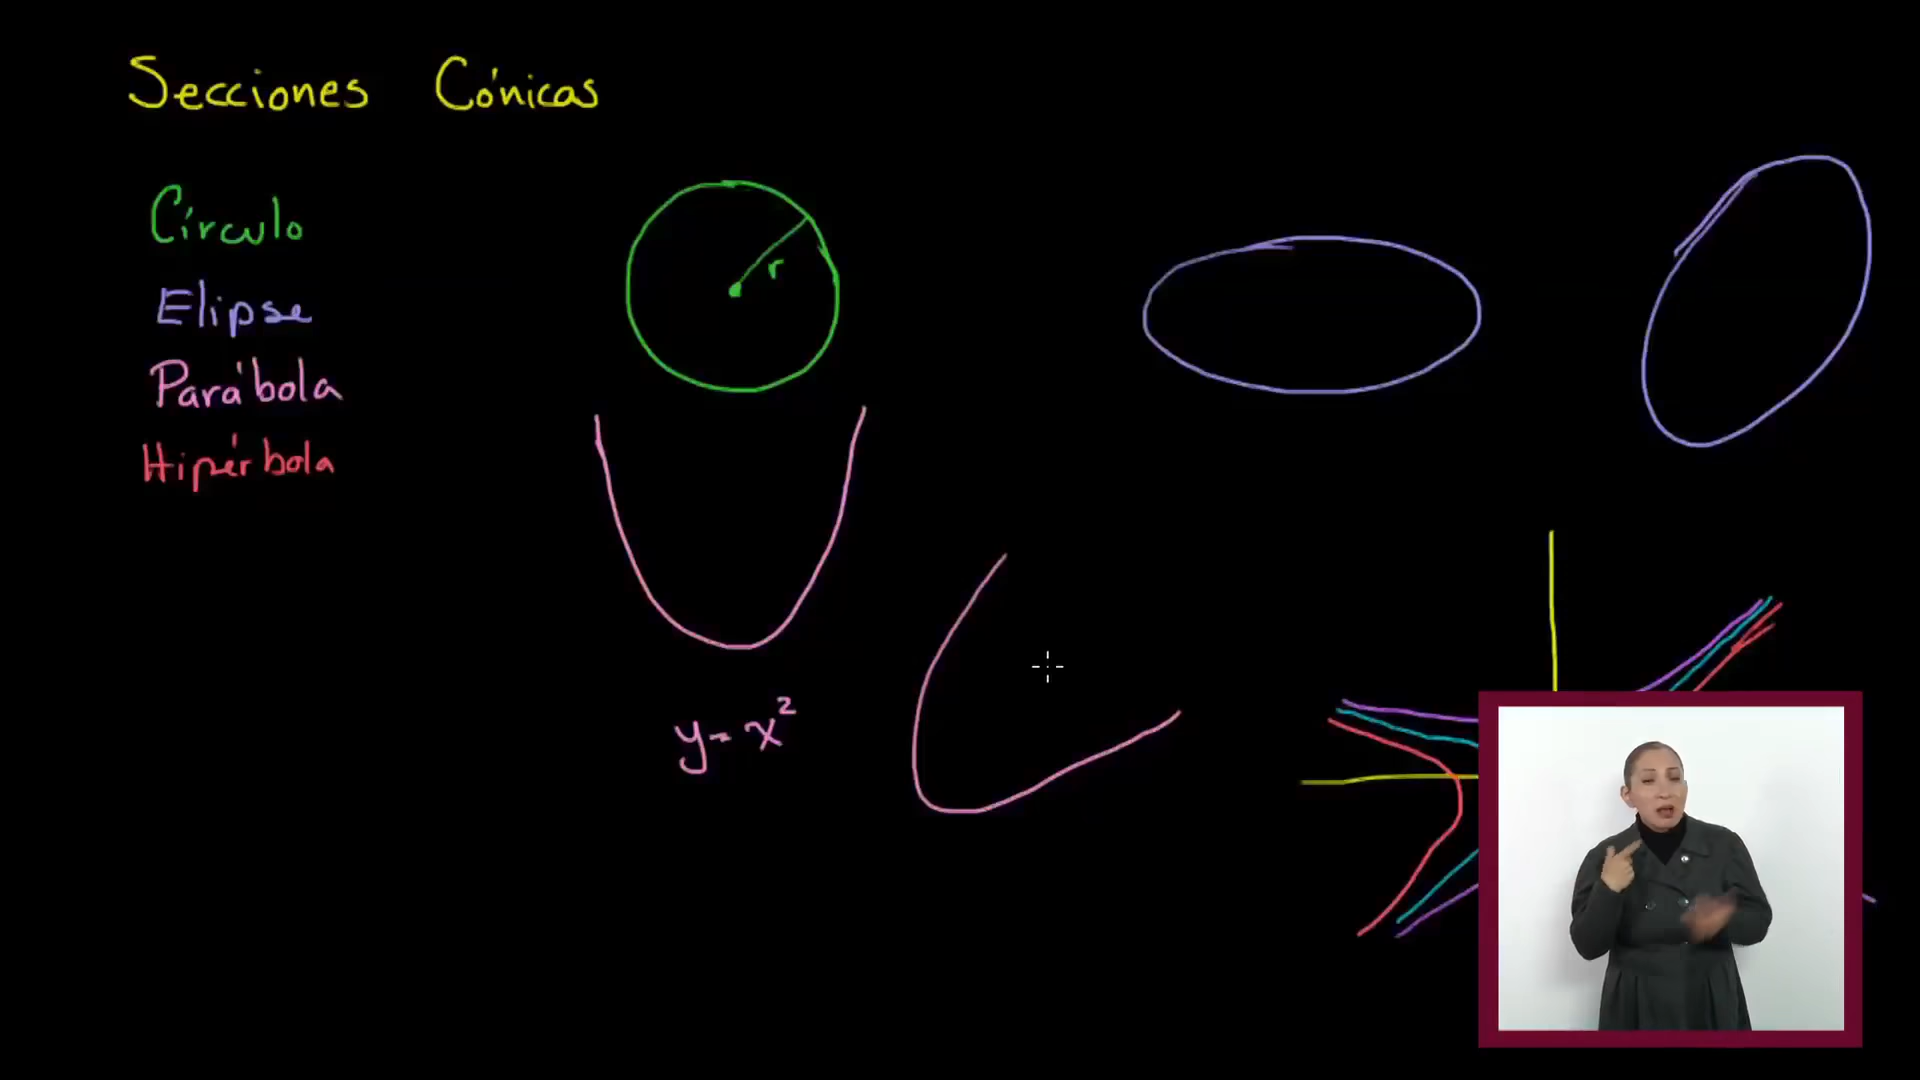 Secciones Cónicas
Círculo
Elipse
Parábola
Hipérbola
r
y = x²